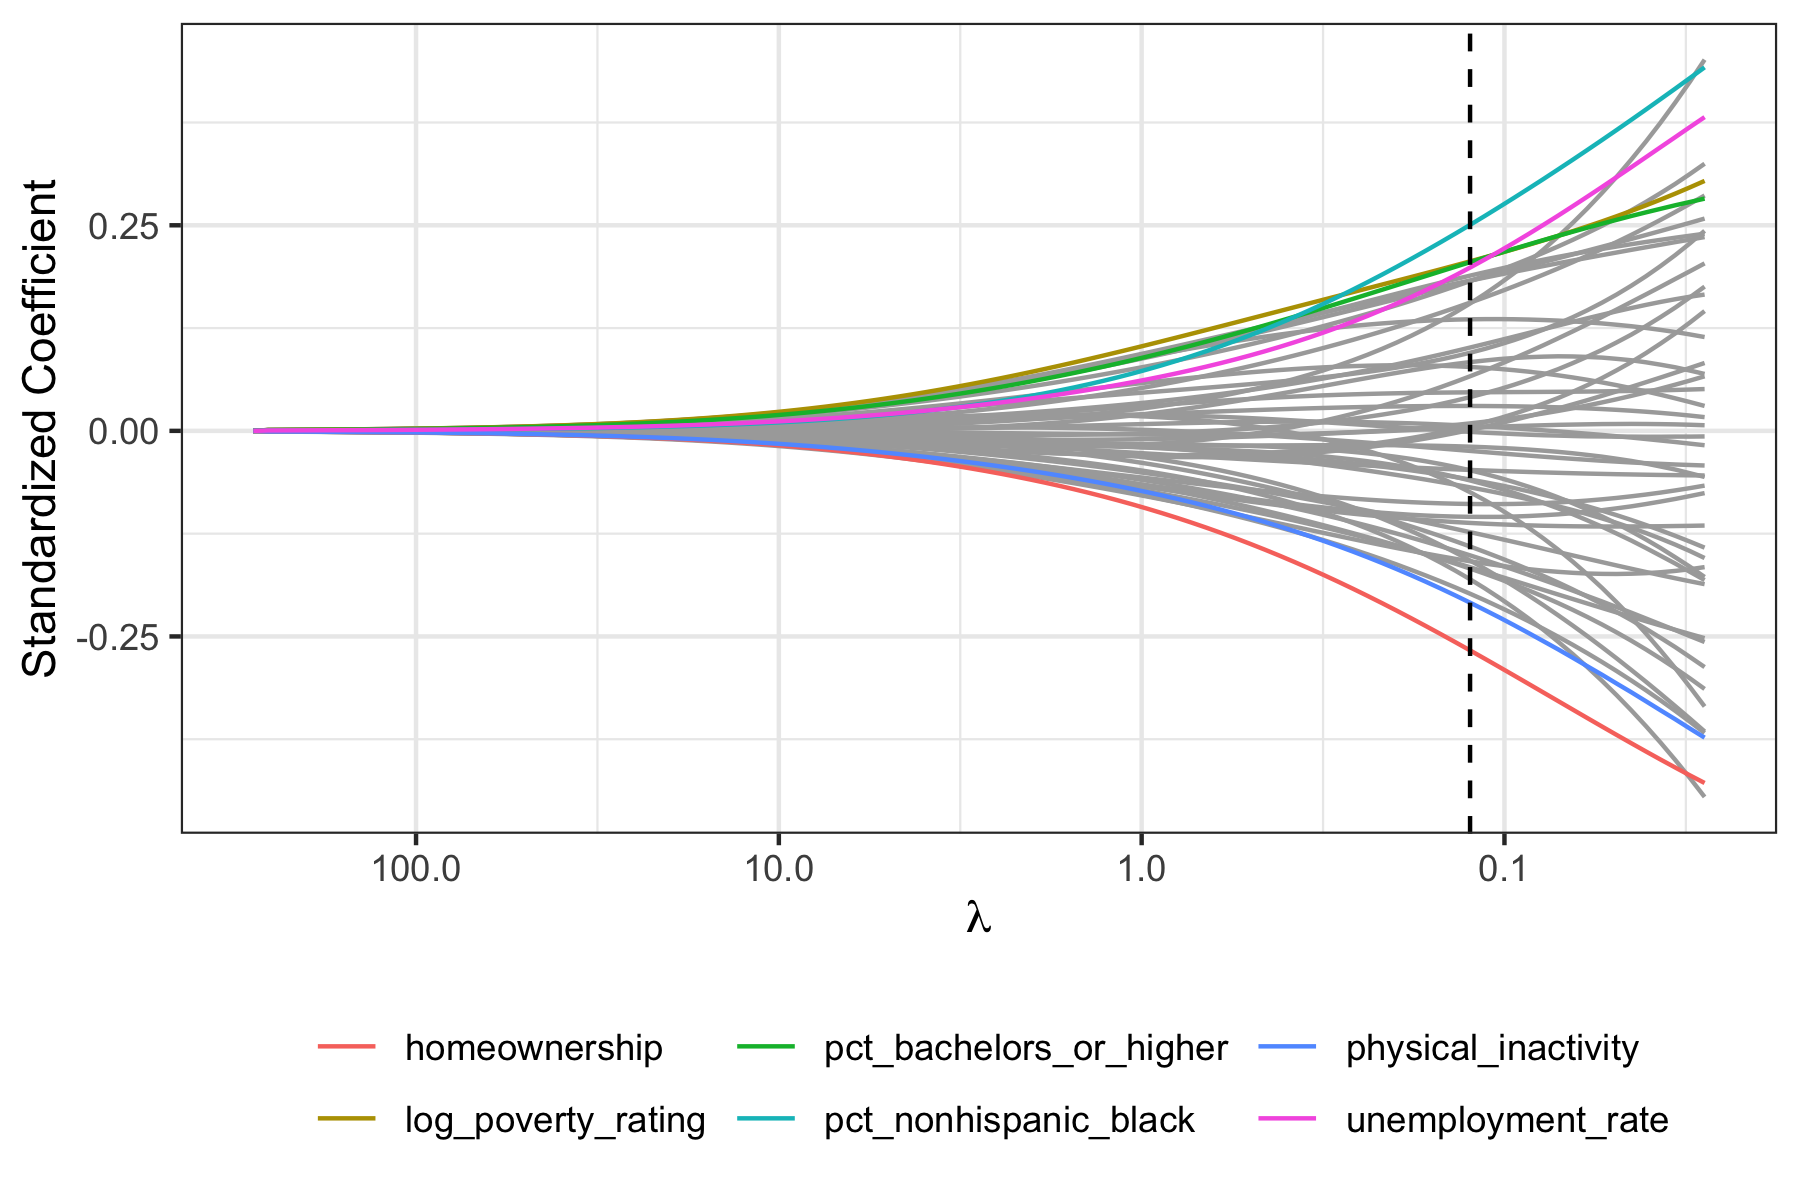 Standardized Coefficient
0.25
0.00
-0.25
100.0 10.0 1.0 0.1
λ
homeownership pct_bachelors_or_higher physical_inactivity
log_poverty_rating pct_nonhispanic_black unemployment_rate